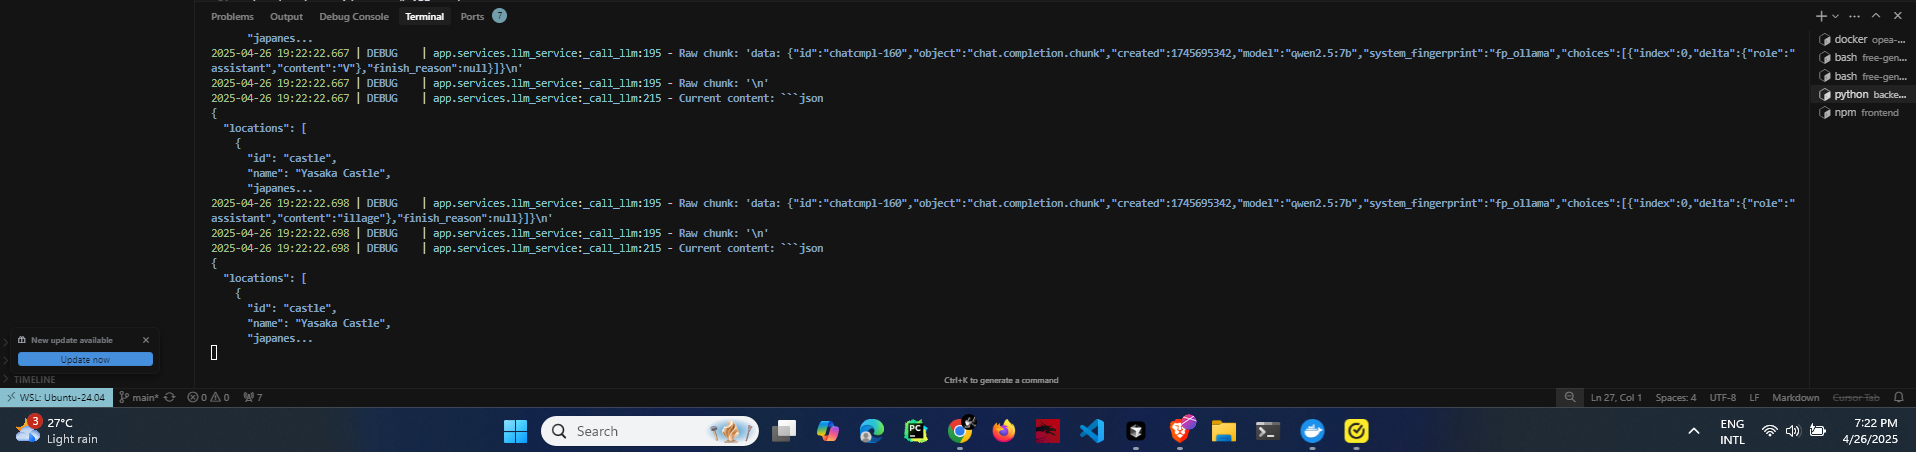 Problems Output Debug Console Terminal Ports 7
"japanes...
2025-04-26 19:22:22.667 | DEBUG    | app.services.llm_service:_call_llm:195 - Raw chunk: 'data: {"id":"chatcmpl-160","object":"chat.completion.chunk","created":1745695342,"model":"qwen2.5:7b","system_fingerprint":"fp_ollama","choices":[{"index":0,"delta":{"role":"
assistant","content":"V"},"finish_reason":null}]}\n'
2025-04-26 19:22:22.667 | DEBUG    | app.services.llm_service:_call_llm:195 - Raw chunk: '\n'
2025-04-26 19:22:22.667 | DEBUG    | app.services.llm_service:_call_llm:215 - Current content: ```json
{
"locations": [
{
"id": "castle",
"name": "Yasaka Castle",
"japanes...
2025-04-26 19:22:22.698 | DEBUG    | app.services.llm_service:_call_llm:195 - Raw chunk: 'data: {"id":"chatcmpl-160","object":"chat.completion.chunk","created":1745695342,"model":"qwen2.5:7b","system_fingerprint":"fp_ollama","choices":[{"index":0,"delta":{"role":"
assistant","content":"illage"},"finish_reason":null}]}\n'
2025-04-26 19:22:22.698 | DEBUG    | app.services.llm_service:_call_llm:195 - Raw chunk: '\n'
2025-04-26 19:22:22.698 | DEBUG    | app.services.llm_service:_call_llm:215 - Current content: ```json
{
"locations": [
{
"id": "castle",
"name": "Yasaka Castle",
"japanes...
docker opea-...
bash free-gen...
bash free-gen...
python backe...
npm frontend
New update available
Update now
TIMELINE
Ctrl+K to generate a command
WSL: Ubuntu-24.04 main* 0 0 7 Ln 27, Col 1 Spaces: 4 UTF-8 LF Markdown Cursor Tab
3
27°C
Light rain
Search
PC
ENG
INTL
7:22 PM
4/26/2025